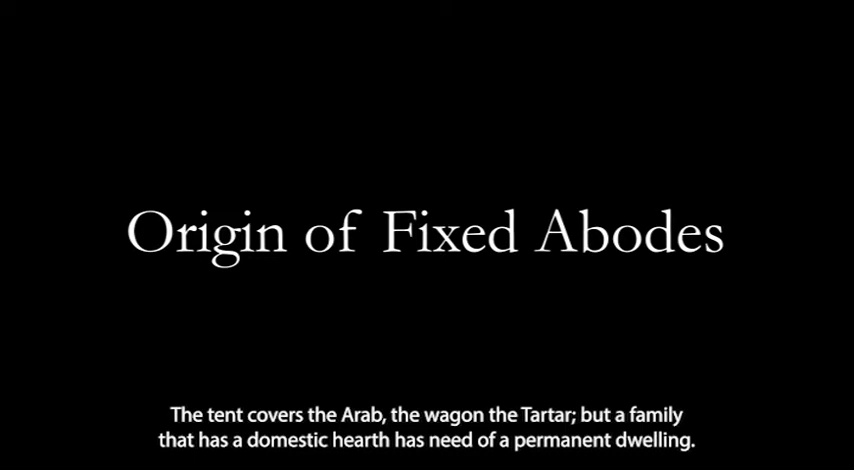 Origin of Fixed Abodes
The tent covers the Arab, the wagon the Tartar; but a family
that has a domestic hearth has need of a permanent dwelling.